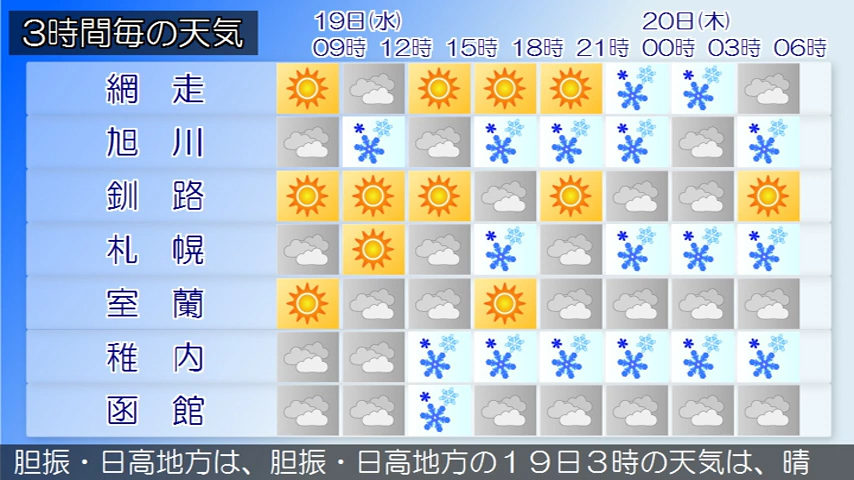 3時間毎の天気
19日(水) 20日(木)
09時 12時 15時 18時 21時 00時 03時 06時
網走
旭川
釧路
札幌
室蘭
稚内
函館
胆振・日高地方は、胆振・日高地方の１９日３時の天気は、晴